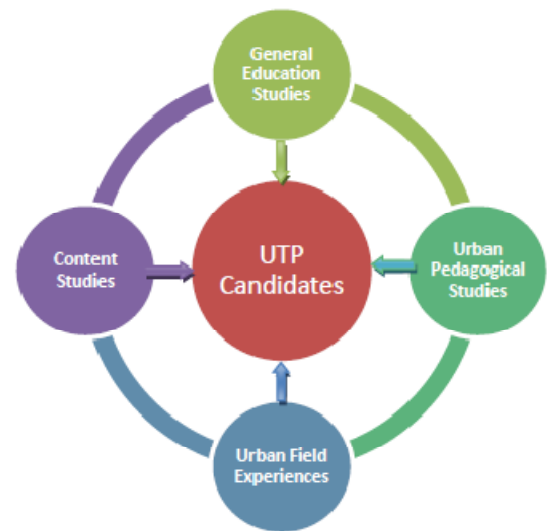 General
Education
Studies
Content
Studies
UTP
Candidates
Urban
Pedagogical
Studies
Urban Field
Experiences